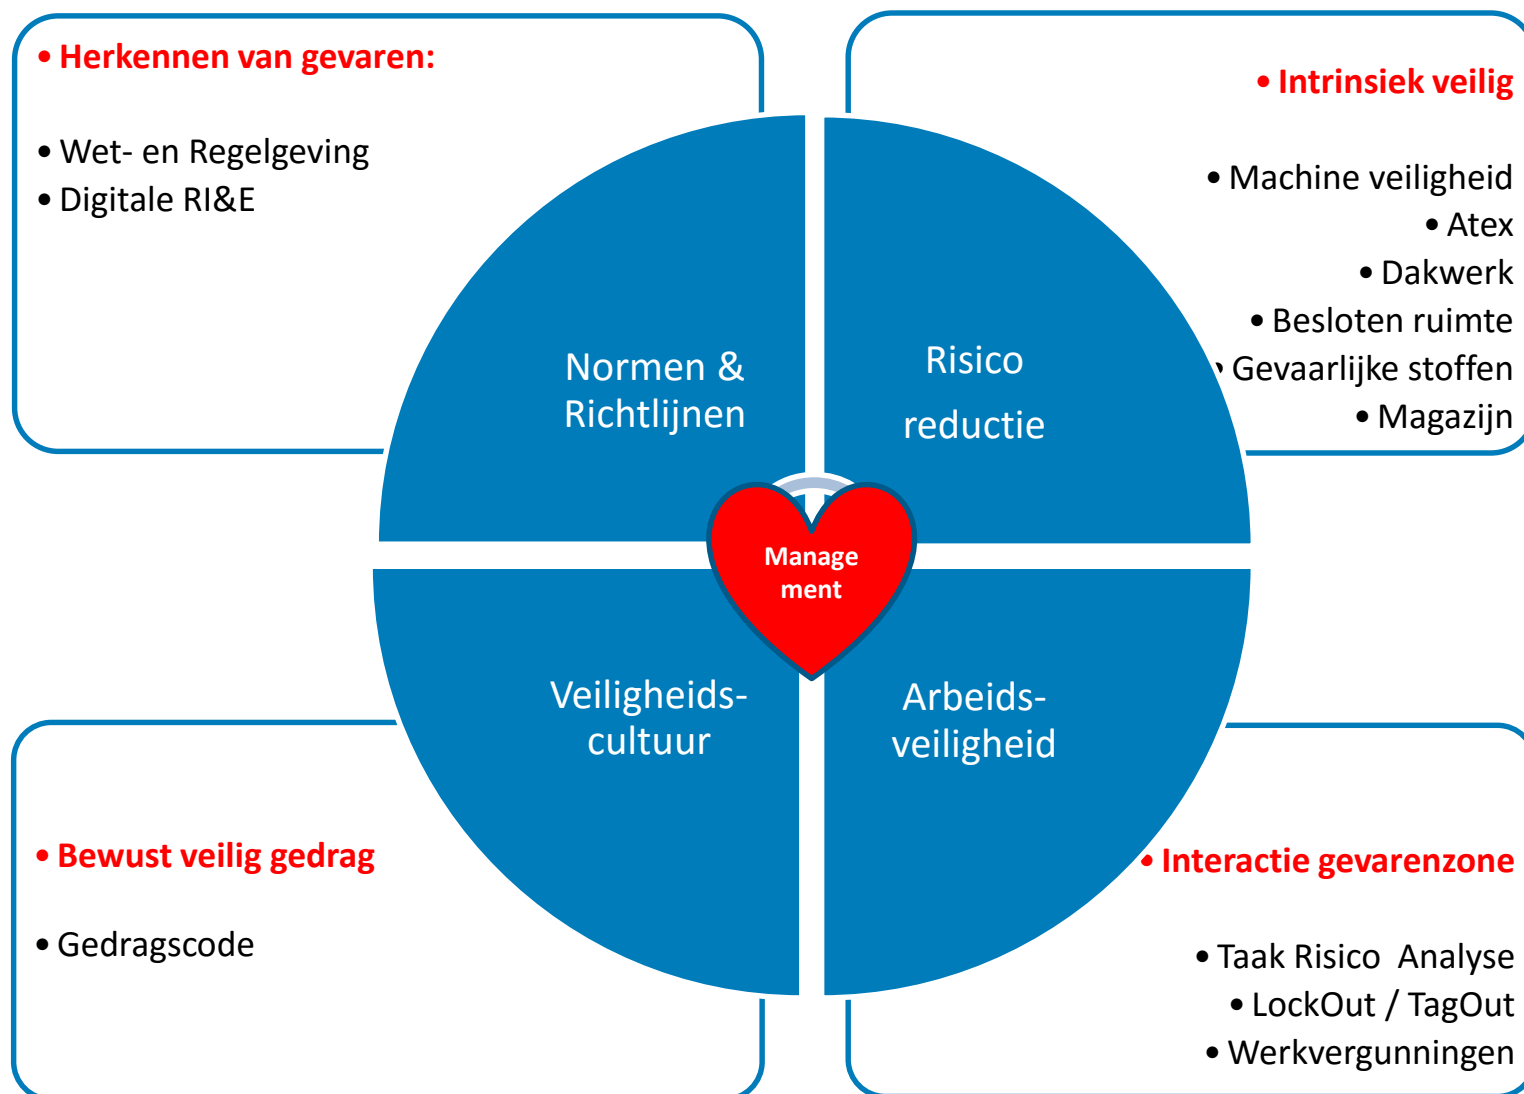 • Herkennen van gevaren:
• Wet- en Regelgeving
• Digitale RI&E
• Intrinsiek veilig
• Machine veiligheid
• Atex
• Dakwerk
• Besloten ruimte
• Gevaarlijke stoffen
• Magazijn
Normen &
Richtlijnen
Risico
reductie
Manage
ment
Veiligheids-
cultuur
Arbeids-
veiligheid
• Bewust veilig gedrag
• Gedragscode
• Interactie gevarenzone
• Taak Risico  Analyse
• LockOut / TagOut
• Werkvergunningen